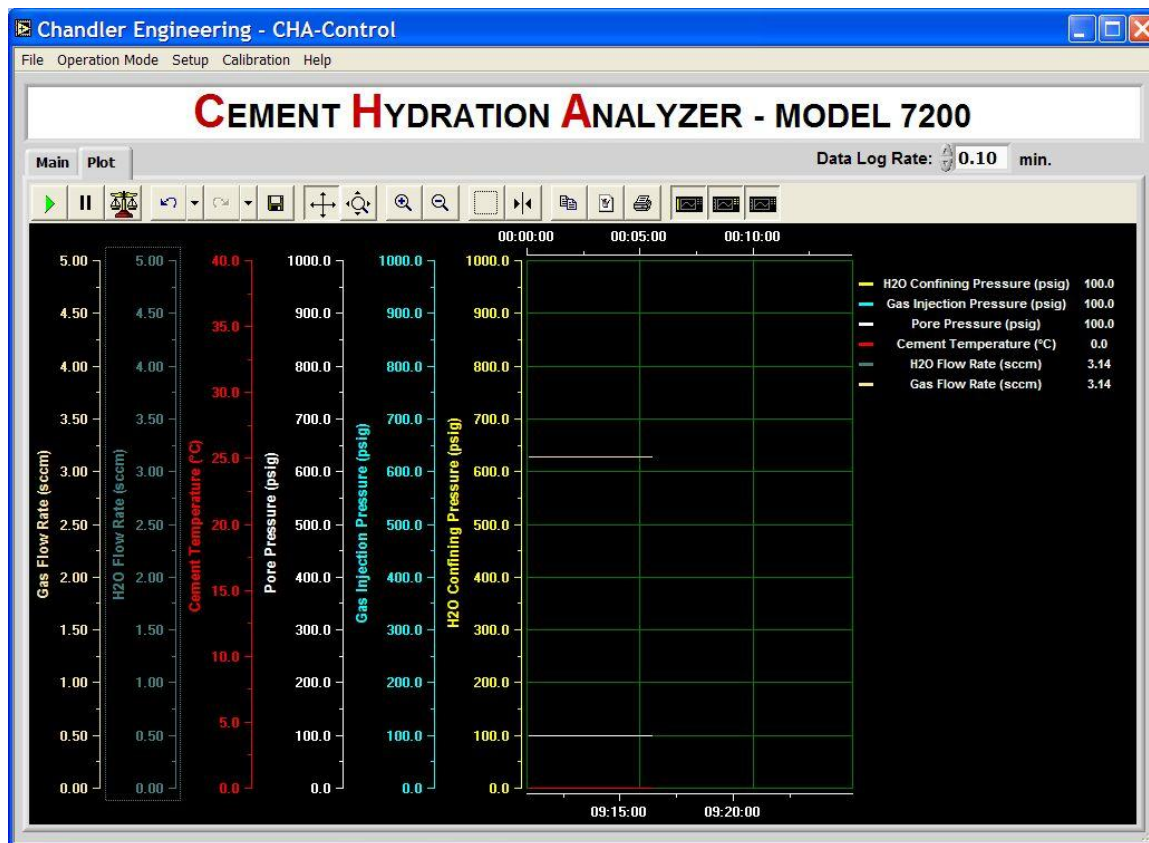 Chandler Engineering - CHA-Control
File Operation Mode Setup Calibration Help
CEMENT HYDRATION ANALYZER - MODEL 7200
Main Plot
Data Log Rate: 0.10 min.
00:00:00 00:05:00 00:10:00
5.00 5.00 40.0 1000.0 1000.0 1000.0
4.50 4.50 35.0 900.0 900.0 900.0
4.00 4.00 30.0 800.0 800.0 800.0
3.50 3.50 25.0 700.0 700.0 700.0
3.00 3.00 20.0 600.0 600.0 600.0
2.50 2.50 15.0 500.0 500.0 500.0
2.00 2.00 10.0 400.0 400.0 400.0
1.50 1.50 5.0 300.0 300.0 300.0
1.00 1.00 0.0 200.0 200.0 200.0
0.50 0.50 100.0 100.0 100.0
0.00 0.00 0.0 0.0 0.0
Gas Flow Rate (sccm)
H2O Flow Rate (sccm)
Cement Temperature (°C)
Pore Pressure (psig)
Gas Injection Pressure (psig)
H2O Confining Pressure (psig)
H2O Confining Pressure (psig) 100.0
Gas Injection Pressure (psig) 100.0
Pore Pressure (psig) 100.0
Cement Temperature (°C) 0.0
H2O Flow Rate (sccm) 3.14
Gas Flow Rate (sccm) 3.14
09:15:00 09:20:00